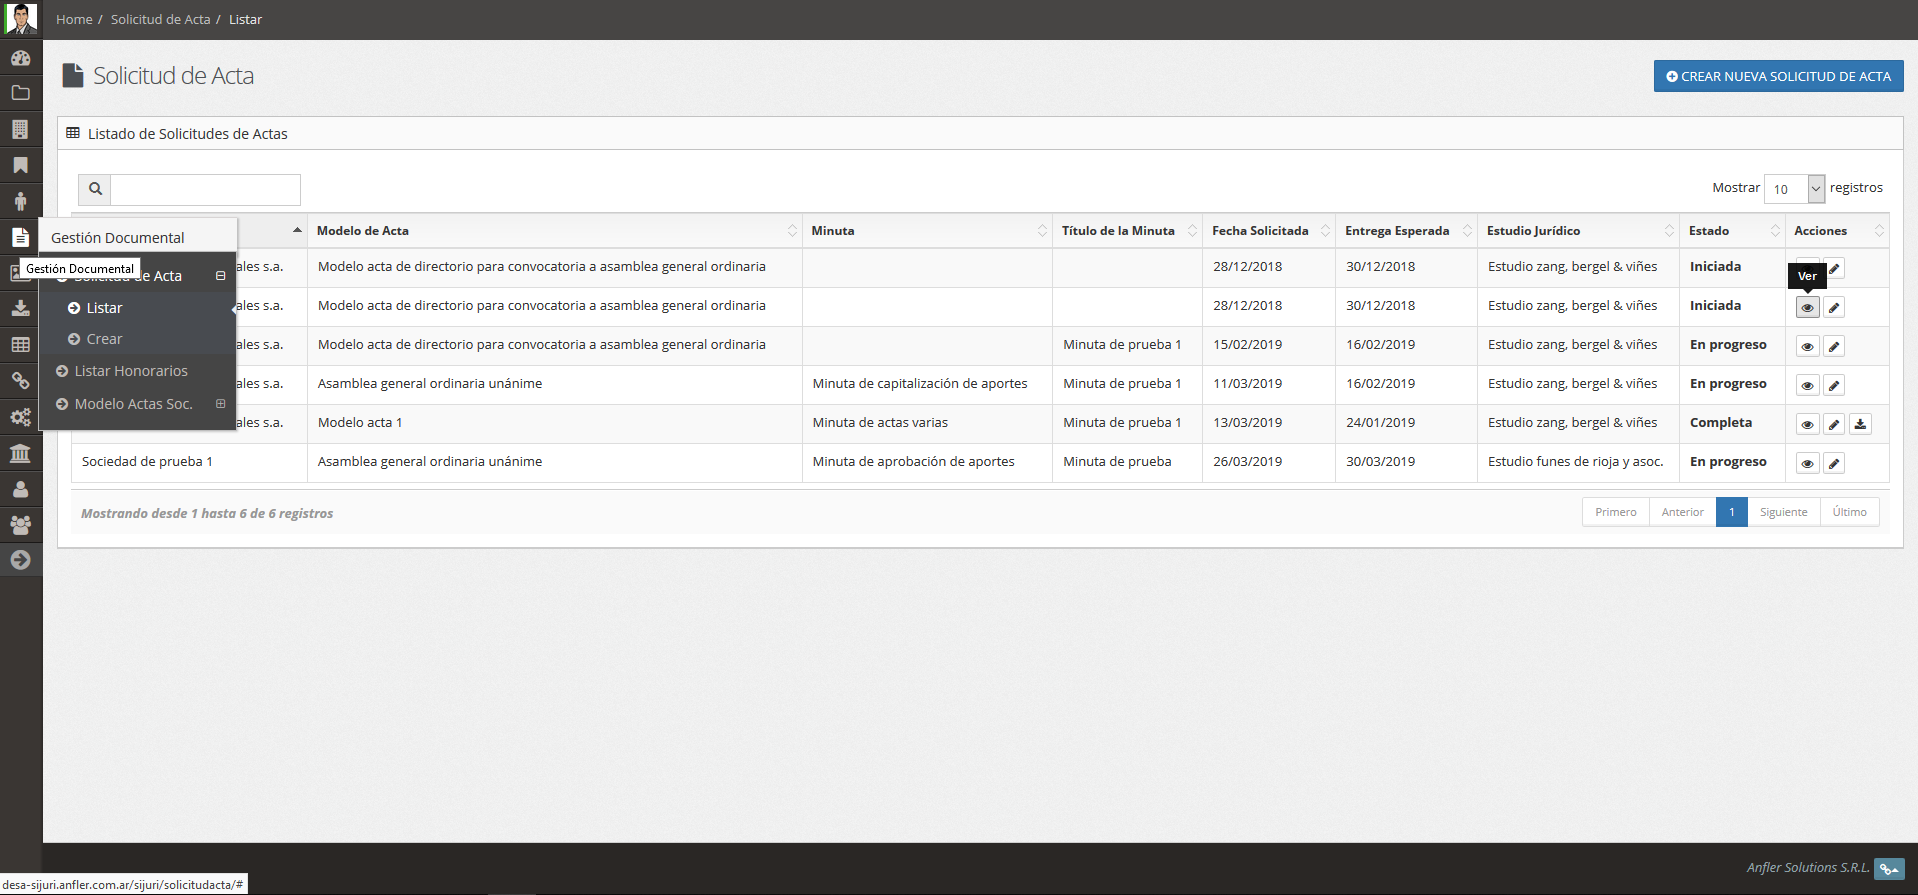 Home / Solicitud de Acta / Listar
Solicitud de Acta
CREAR NUEVA SOLICITUD DE ACTA
Listado de Solicitudes de Actas
Mostrar 10 registros
Modelo de Acta Minuta Título de la Minuta Fecha Solicitada Entrega Esperada Estudio Jurídico Estado Acciones
ales s.a. Modelo acta de directorio para convocatoria a asamblea general ordinaria 28/12/2018 30/12/2018 Estudio zang, bergel & viñes Iniciada
Ver
ales s.a. Modelo acta de directorio para convocatoria a asamblea general ordinaria 28/12/2018 30/12/2018 Estudio zang, bergel & viñes Iniciada
ales s.a. Modelo acta de directorio para convocatoria a asamblea general ordinaria Minuta de prueba 1 15/02/2019 16/02/2019 Estudio zang, bergel & viñes En progreso
ales s.a. Asamblea general ordinaria unánime Minuta de capitalización de aportes Minuta de prueba 1 11/03/2019 16/02/2019 Estudio zang, bergel & viñes En progreso
ales s.a. Modelo acta 1 Minuta de actas varias Minuta de prueba 1 13/03/2019 24/01/2019 Estudio zang, bergel & viñes Completa
Sociedad de prueba 1 Asamblea general ordinaria unánime Minuta de aprobación de aportes Minuta de prueba 26/03/2019 30/03/2019 Estudio funes de rioja y asoc. En progreso
Gestión Documental
Gestión Documental
Solicitud de Acta
Listar
Crear
Listar Honorarios
Modelo Actas Soc.
Mostrando desde 1 hasta 6 de 6 registros
Primero Anterior 1 Siguiente Último
Anfler Solutions S.R.L.
desa-sijuri.anfler.com.ar/sijuri/solicitudacta/#